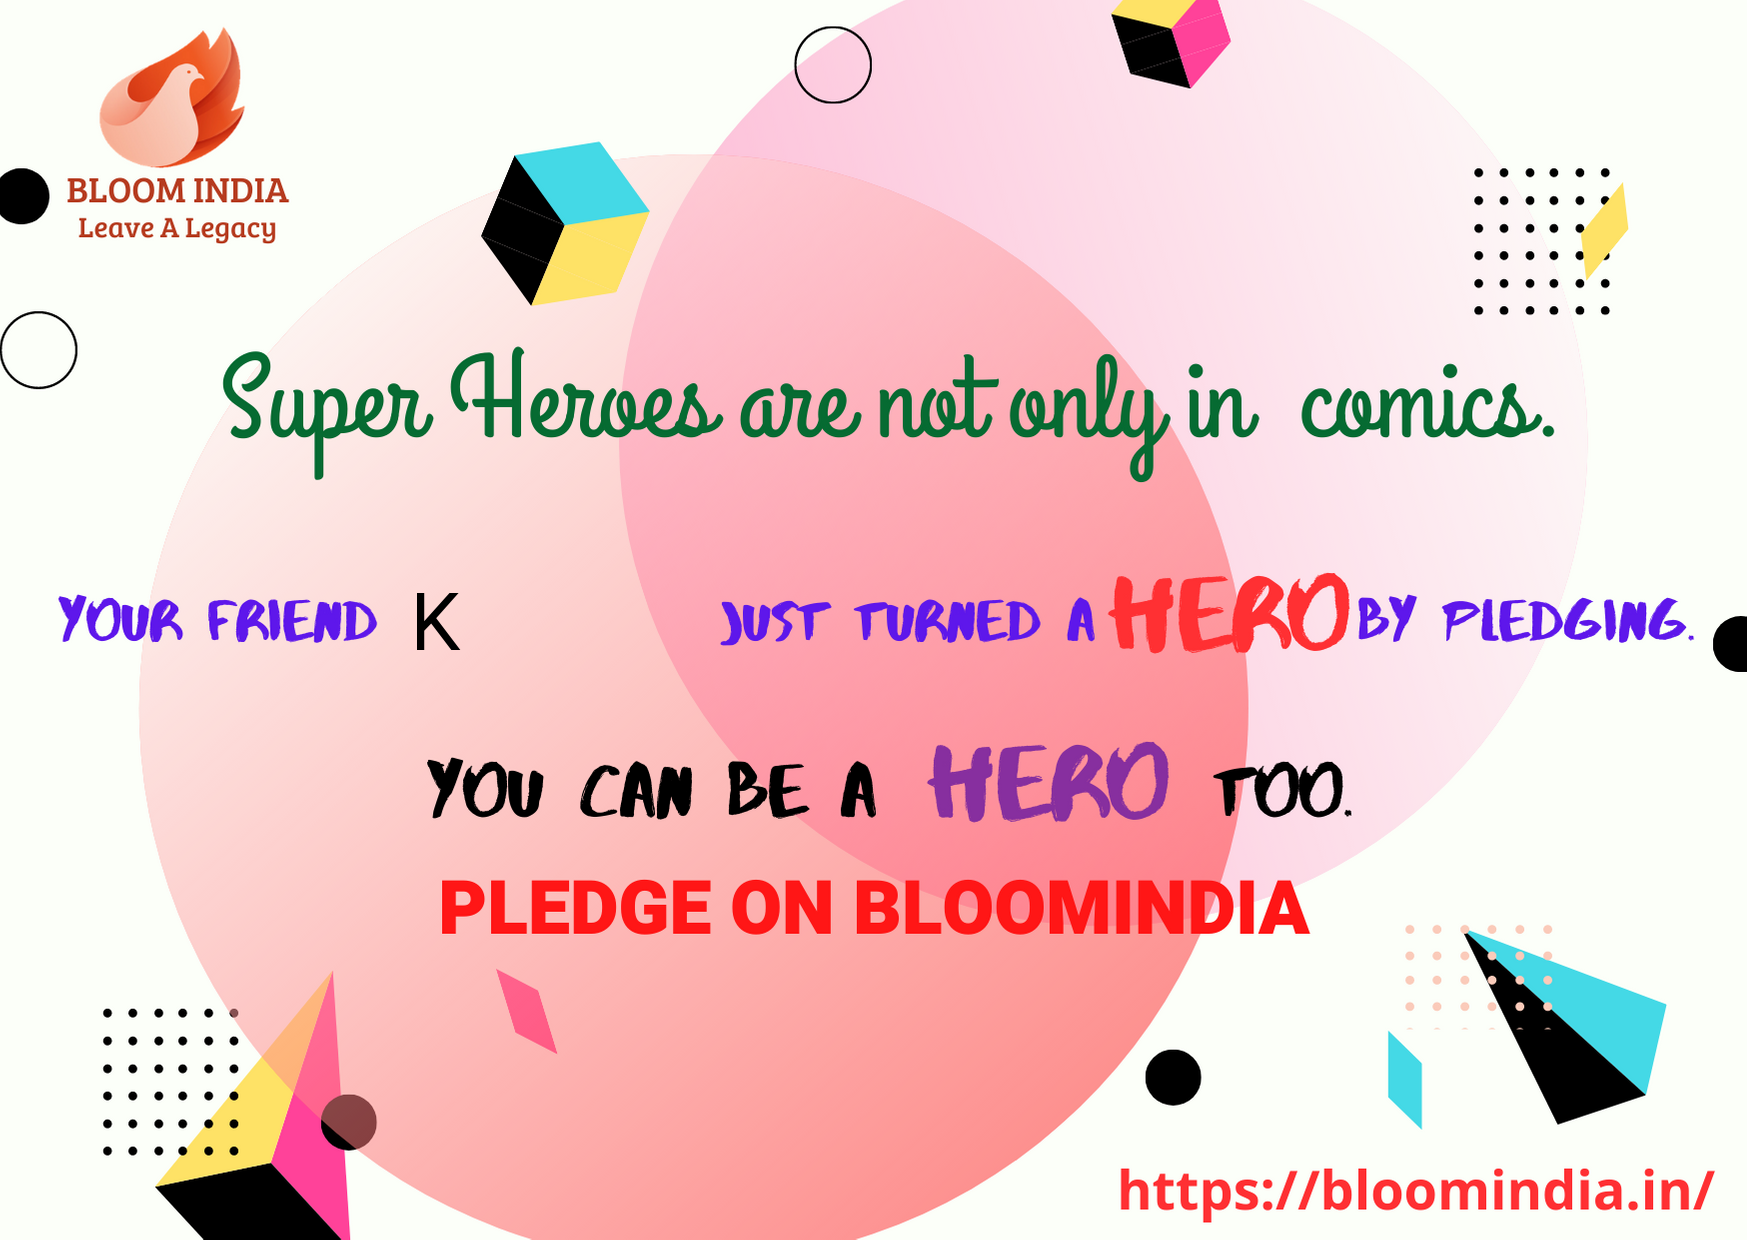 BLOOM INDIA
Leave A Legacy
Super Heroes are not only in comics.
YOUR FRIEND K JUST TURNED A HERO BY PLEDGING.
YOU CAN BE A HERO TOO.
PLEDGE ON BLOOMINDIA
https://bloomindia.in/